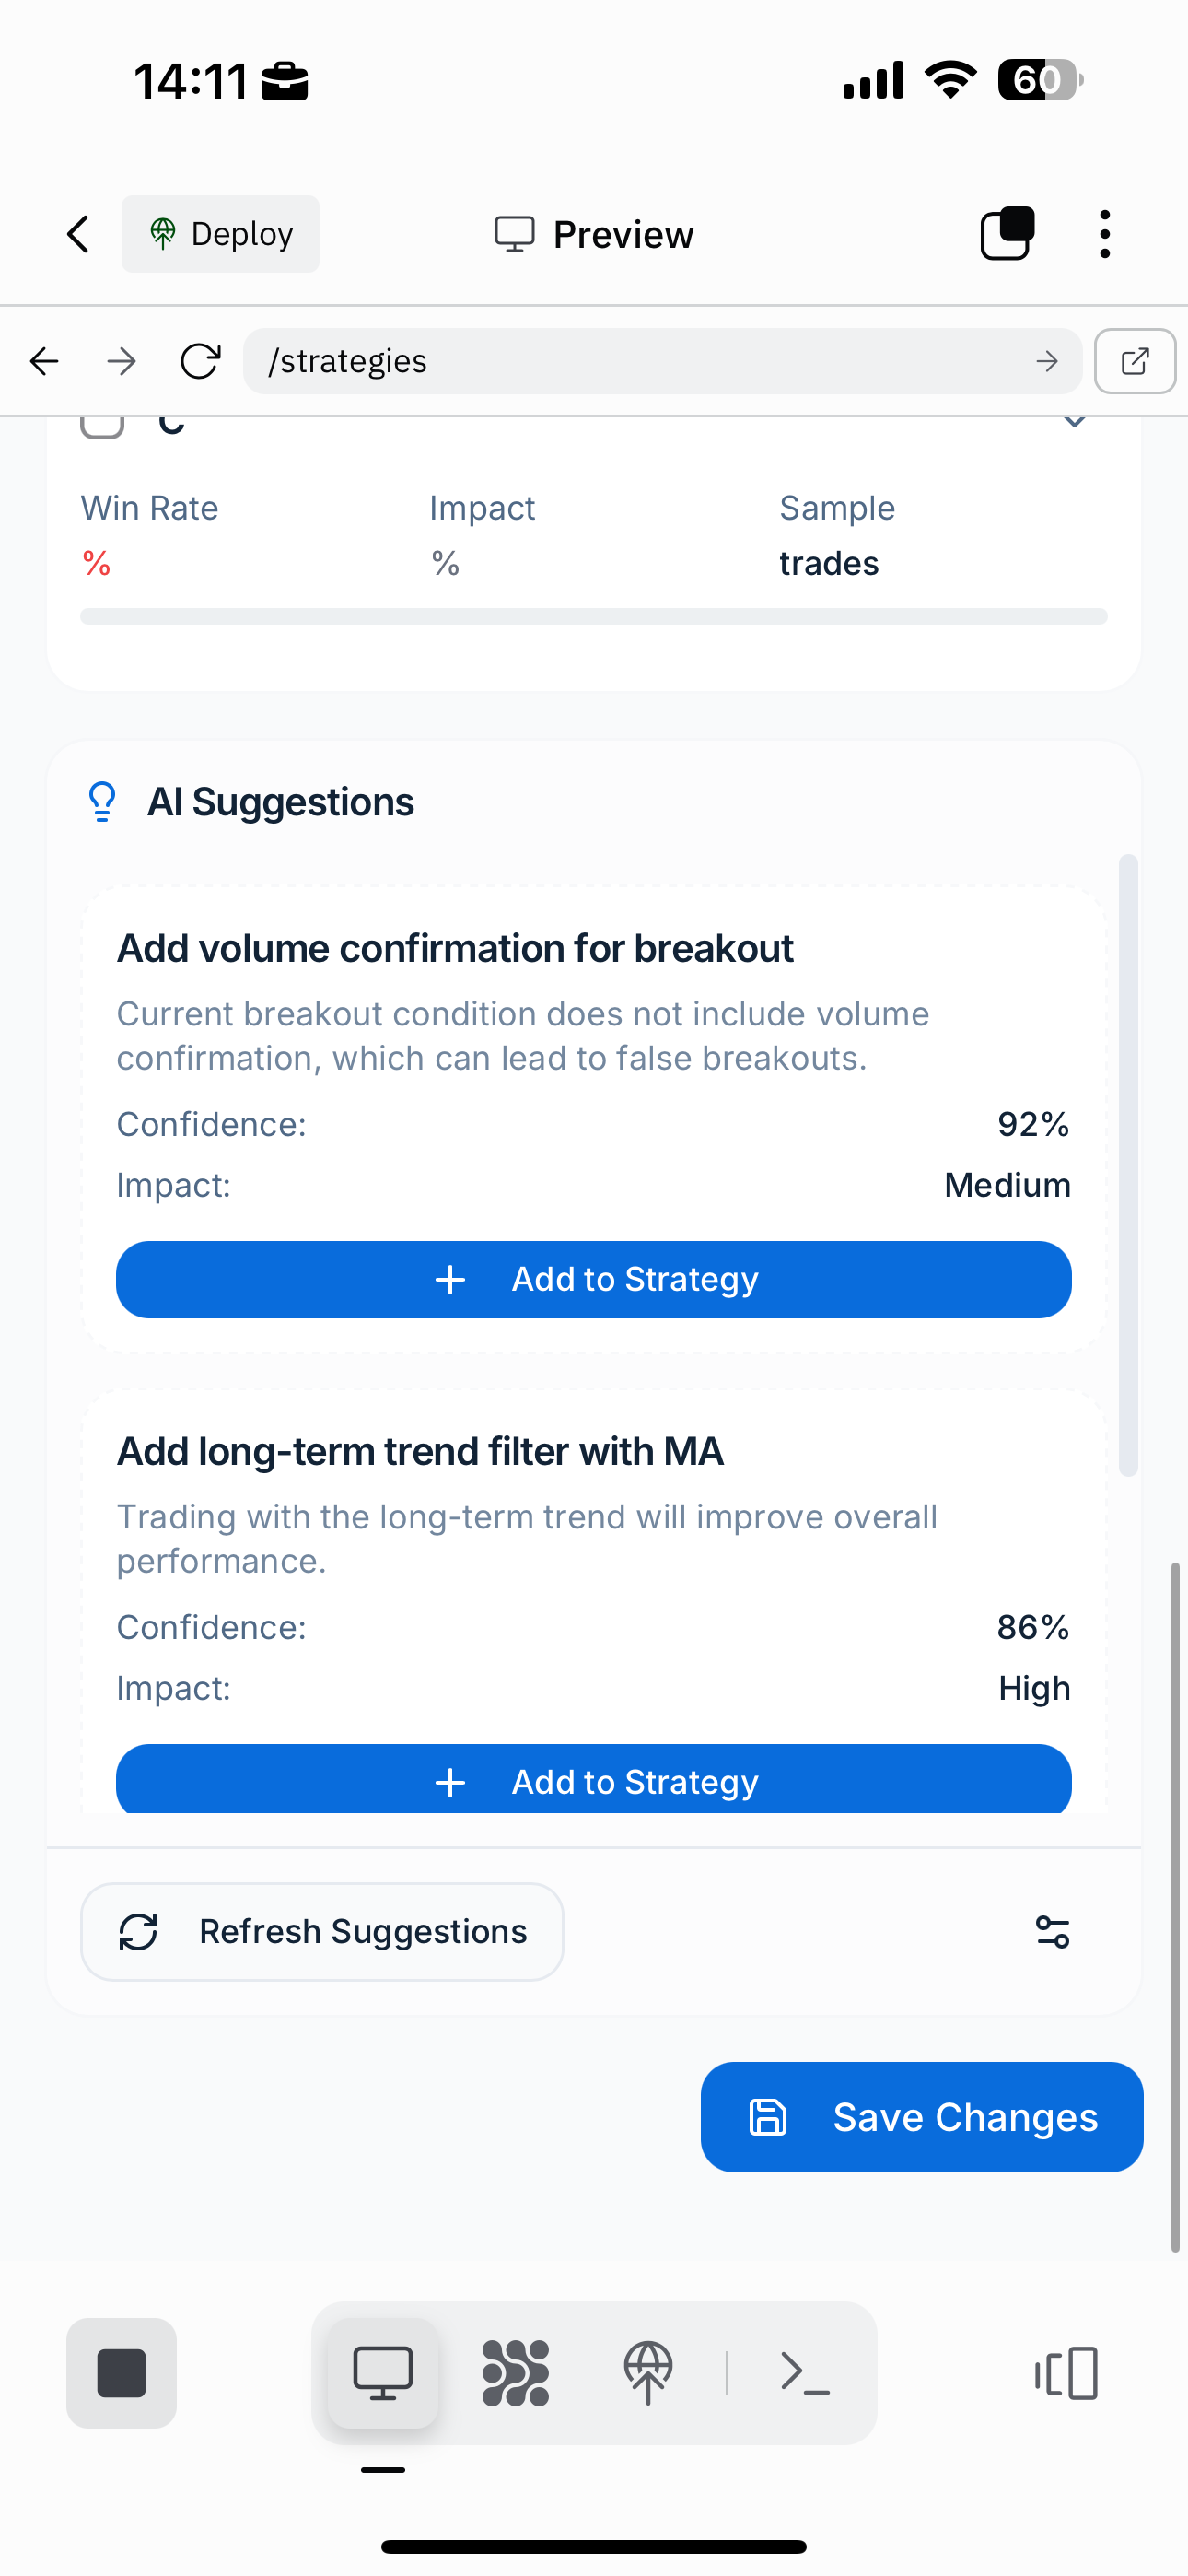 14:11
60
Deploy
Preview
/strategies
C
Win Rate
Impact
Sample
%
%
trades
AI Suggestions
Add volume confirmation for breakout
Current breakout condition does not include volume
confirmation, which can lead to false breakouts.
Confidence:
92%
Impact:
Medium
Add to Strategy
Add long-term trend filter with MA
Trading with the long-term trend will improve overall
performance.
Confidence:
86%
Impact:
High
Add to Strategy
Refresh Suggestions
Save Changes